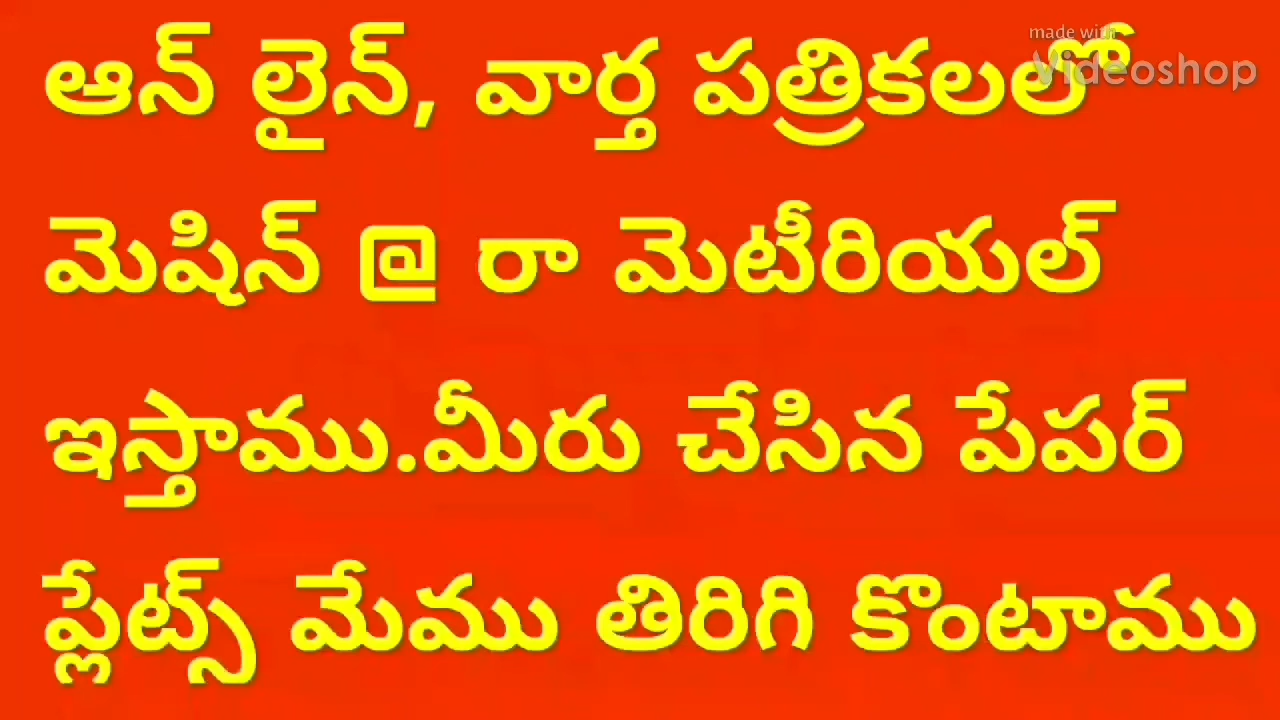 made with
Videoshop
ఆన్ లైన్, వార్త పత్రికలలో
మెషిన్ @ రా మెటీరియల్
ఇస్తాము.మీరు చేసిన పేపర్
ప్లేట్స్ మేము తిరిగి కొంటాము